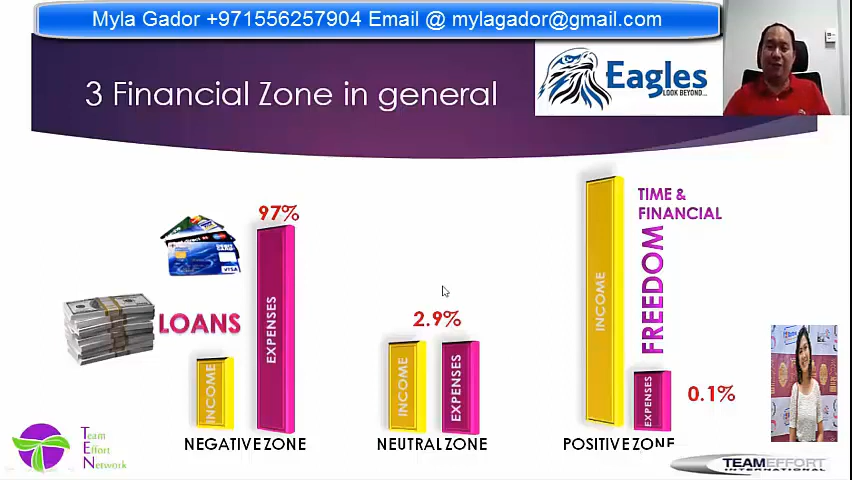 Myla Gador +971556257904 Email @ mylagador@gmail.com
3 Financial Zone in general
Eagles
LOOK BEYOND...
97%
LOANS
INCOME
EXPENSES
NEGATIVE ZONE
2.9%
INCOME
EXPENSES
NEUTRAL ZONE
TIME &
FINANCIAL
FREEDOM
INCOME
EXPENSES
0.1%
POSITIVE ZONE
Team
Effort
Network
TEAMEFFORT
INTERNATIONAL
VISA